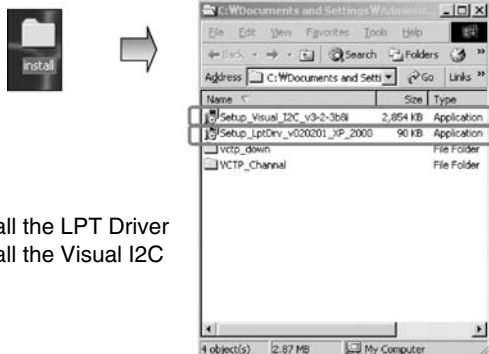 install
C:\Documents and Settings\Administ...
File Edit View Favorites Tools Help
Back Search Folders
Address C:\Documents and Setti Go Links »
Name Size Type
Setup_Visual_I2C_v3-2-3b8i 2,854 KB Application
Setup_LptDrv_v020201_XP_2000 90 KB Application
vctp_down File Folder
VCTP_Channal File Folder
all the LPT Driver
all the Visual I2C
4 object(s) 2.87 MB My Computer